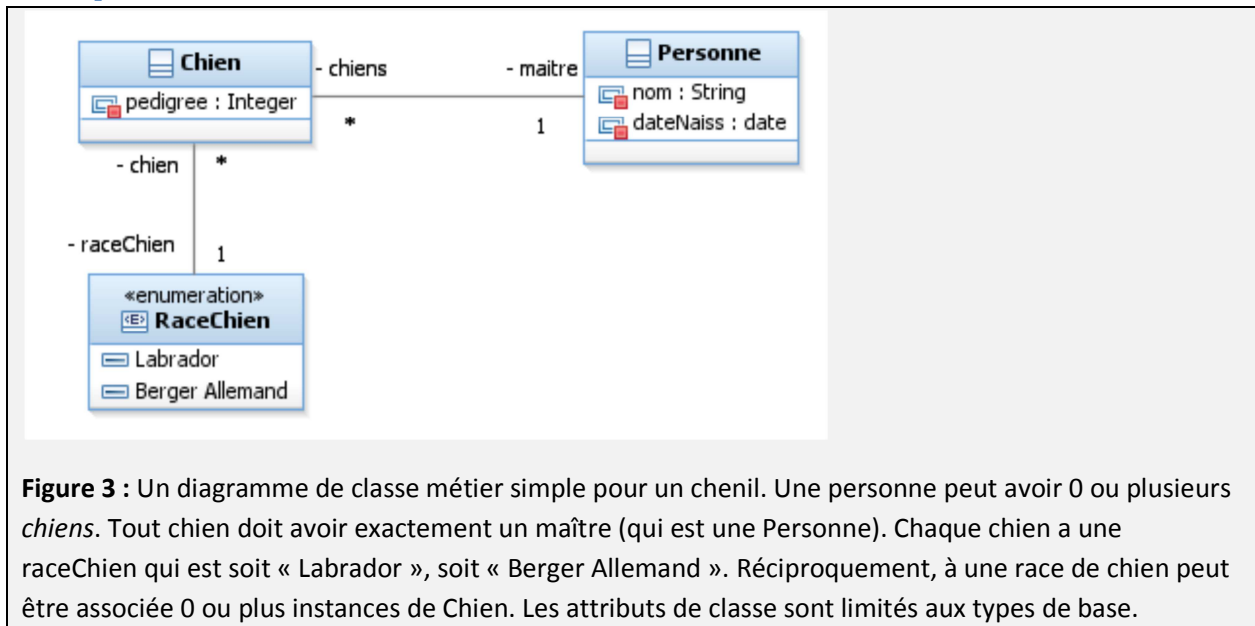 Chien
pedigree : Integer
- chiens
*
- maitre
1
Personne
nom : String
dateNaiss : date
- chien
*
- raceChien
1
«enumeration»
<E> RaceChien
Labrador
Berger Allemand
Figure 3 : Un diagramme de classe métier simple pour un chenil. Une personne peut avoir 0 ou plusieurs
chiens. Tout chien doit avoir exactement un maître (qui est une Personne). Chaque chien a une
raceChien qui est soit « Labrador », soit « Berger Allemand ». Réciproquement, à une race de chien peut
être associée 0 ou plus instances de Chien. Les attributs de classe sont limités aux types de base.